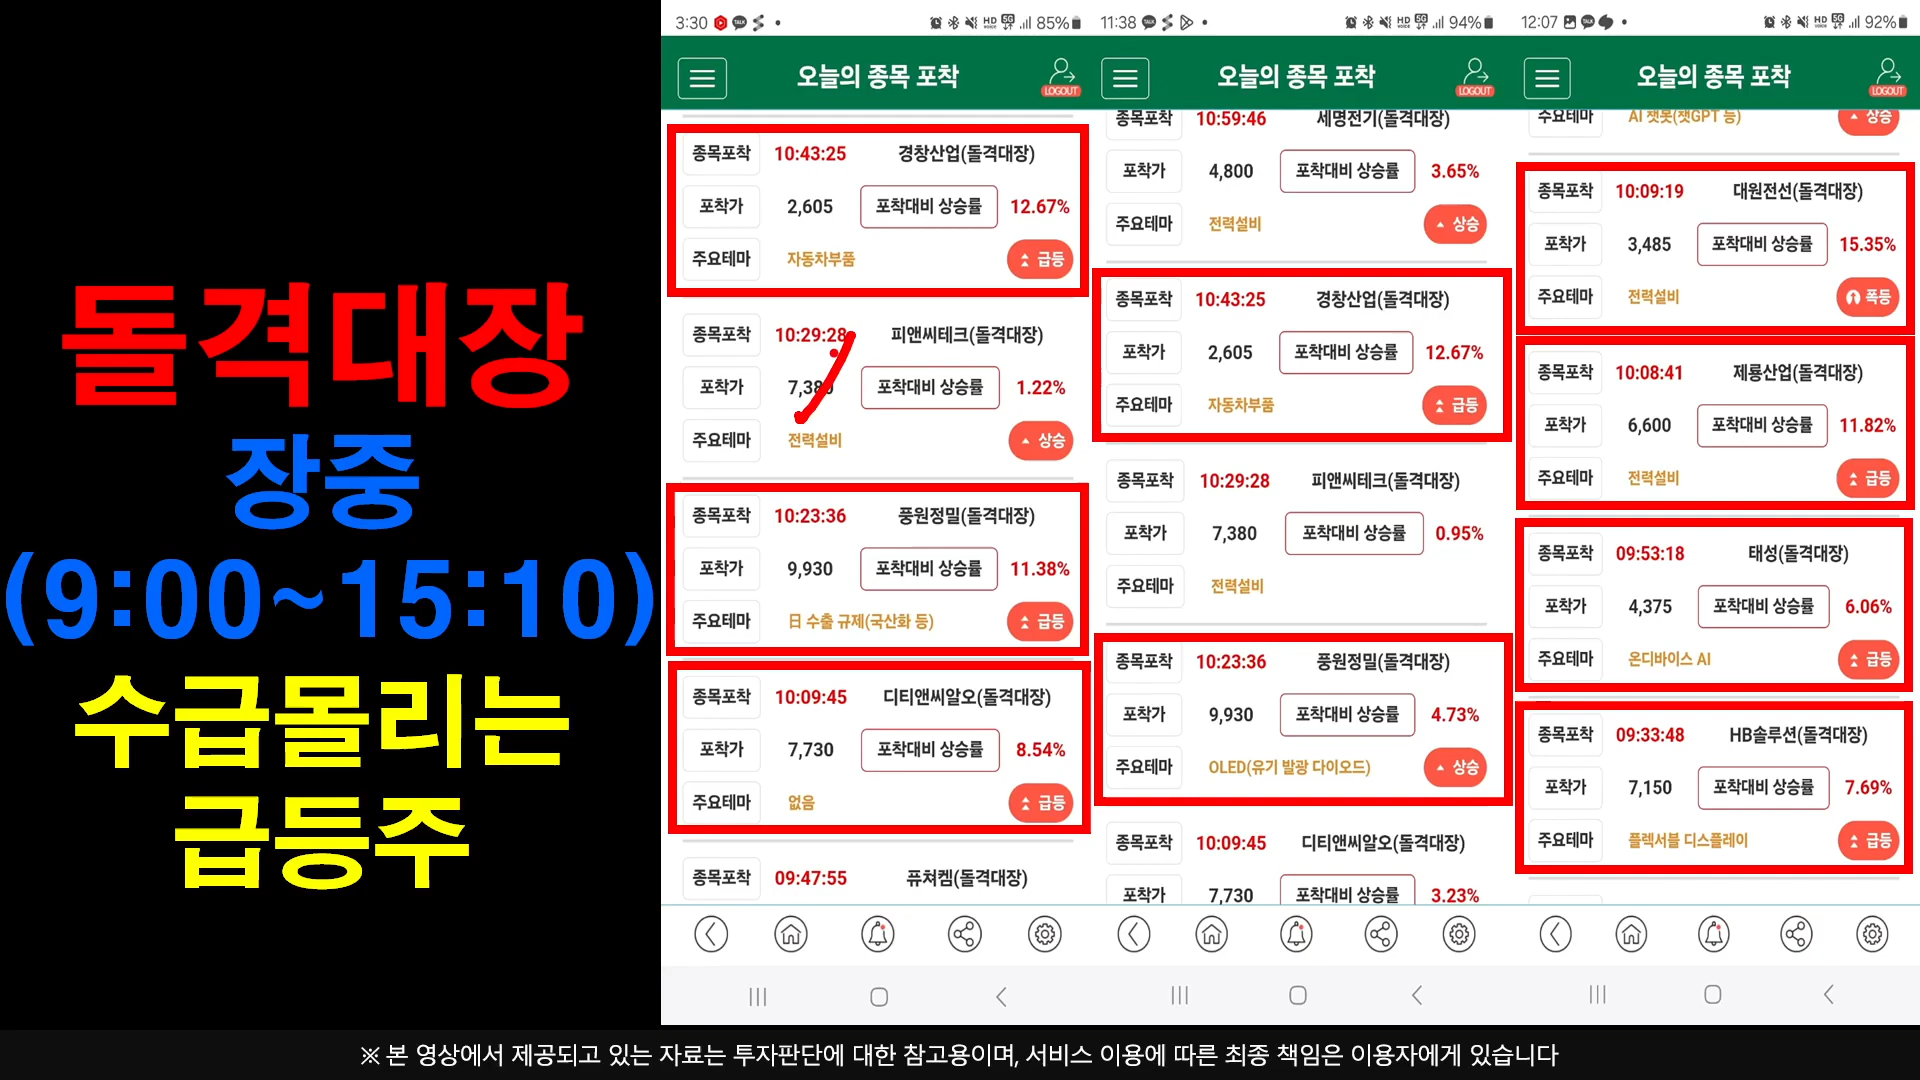 돌격대장
장중
(9:00~15:10)
수급몰리는
급등주
3:30
85%
오늘의 종목 포착
LOGOUT
종목포착 10:43:25 경창산업(돌격대장)
포착가 2,605 포착대비 상승률 12.67%
주요테마 자동차부품 급등
종목포착 10:29:28 피앤씨테크(돌격대장)
포착가 7,380 포착대비 상승률 1.22%
주요테마 전력설비 상승
종목포착 10:23:36 풍원정밀(돌격대장)
포착가 9,930 포착대비 상승률 11.38%
주요테마 日 수출 규제(국산화 등) 급등
종목포착 10:09:45 디티앤씨알오(돌격대장)
포착가 7,730 포착대비 상승률 8.54%
주요테마 없음 급등
종목포착 09:47:55 퓨쳐켐(돌격대장)
11:38
94%
오늘의 종목 포착
LOGOUT
종목포착 10:59:46 세명전기(돌격대장)
포착가 4,800 포착대비 상승률 3.65%
주요테마 전력설비 상승
종목포착 10:43:25 경창산업(돌격대장)
포착가 2,605 포착대비 상승률 12.67%
주요테마 자동차부품 급등
종목포착 10:29:28 피앤씨테크(돌격대장)
포착가 7,380 포착대비 상승률 0.95%
주요테마 전력설비
종목포착 10:23:36 풍원정밀(돌격대장)
포착가 9,930 포착대비 상승률 4.73%
주요테마 OLED(유기 발광 다이오드) 상승
종목포착 10:09:45 디티앤씨알오(돌격대장)
포착가 7,730 포착대비 상승률 3.23%
12:07
92%
오늘의 종목 포착
LOGOUT
주요테마 AI 챗봇(챗GPT 등) 상승
종목포착 10:09:19 대원전선(돌격대장)
포착가 3,485 포착대비 상승률 15.35%
주요테마 전력설비 폭등
종목포착 10:08:41 제룡산업(돌격대장)
포착가 6,600 포착대비 상승률 11.82%
주요테마 전력설비 급등
종목포착 09:53:18 태성(돌격대장)
포착가 4,375 포착대비 상승률 6.06%
주요테마 온디바이스 AI 급등
종목포착 09:33:48 HB솔루션(돌격대장)
포착가 7,150 포착대비 상승률 7.69%
주요테마 플렉서블 디스플레이 급등
※ 본 영상에서 제공되고 있는 자료는 투자판단에 대한 참고용이며, 서비스 이용에 따른 최종 책임은 이용자에게 있습니다